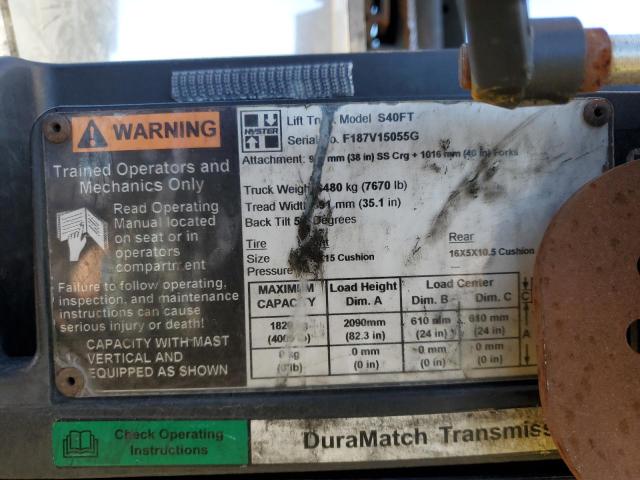 WARNING
Trained Operators and
Mechanics Only
Read Operating
Manual located
on seat or in
operators
compartment
Failure to follow operating,
inspection, and maintenance
instructions can cause
serious injury or death!
CAPACITY WITH MAST
VERTICAL AND
EQUIPPED AS SHOWN
HYSTER
Lift Model S40FT
Serial No. F187V15055G
Attachment: mm (38 in) SS Crg + 1016 mm (40 in) Forks
Truck Weight kg (7670 lb)
Tread Width mm (35.1 in)
Back Tilt Degrees
Tire Rear
Size Cushion 16X5X10.5 Cushion
Pressure
MAXIMUM CAPACITY Load Height Dim. A Load Center Dim. B Dim. C C A
2090mm (82.3 in) 610 mm (24 in) 610 mm (24 in)
0 kg 0 mm (0 in) 0 mm (0 in) 0 mm (0 in)
Check Operating
Instructions
DuraMatch